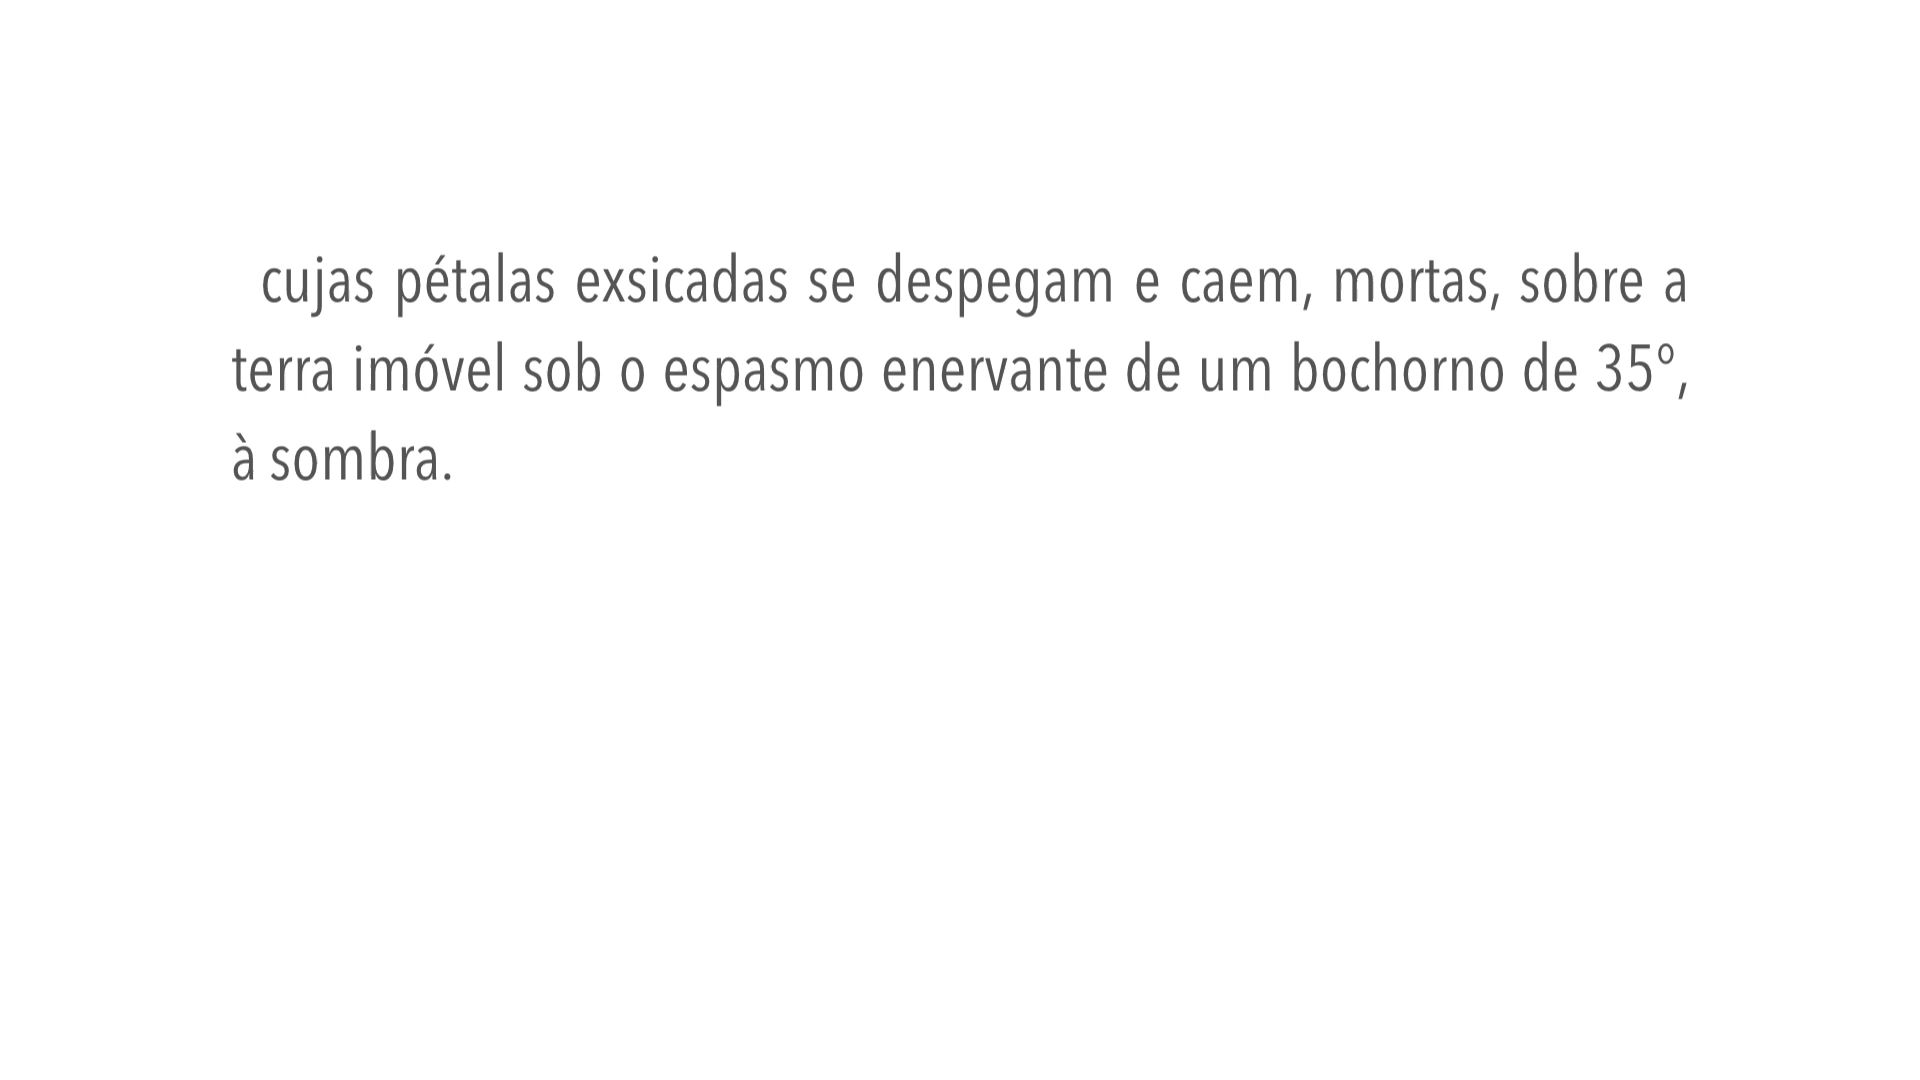 cujas pétalas exsicadas se despegam e caem, mortas, sobre a
terra imóvel sob o espasmo enervante de um bochorno de 35º,
à sombra.